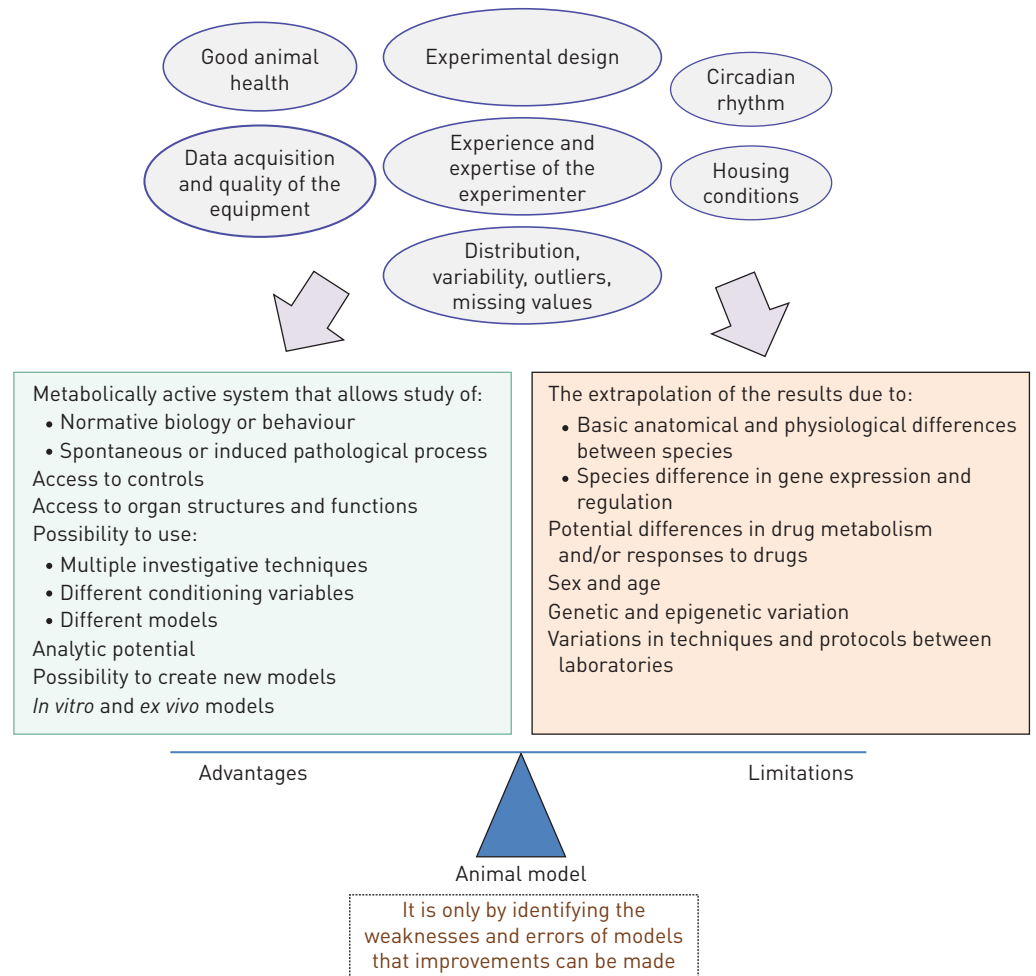 Good animal
health
Experimental design
Circadian
rhythm
Data acquisition
and quality of the
equipment
Experience and
expertise of the
experimenter
Housing
conditions
Distribution,
variability, outliers,
missing values
Metabolically active system that allows study of:
• Normative biology or behaviour
• Spontaneous or induced pathological process
Access to controls
Access to organ structures and functions
Possibility to use:
• Multiple investigative techniques
• Different conditioning variables
• Different models
Analytic potential
Possibility to create new models
In vitro and ex vivo models
The extrapolation of the results due to:
• Basic anatomical and physiological differences
between species
• Species difference in gene expression and
regulation
Potential differences in drug metabolism
and/or responses to drugs
Sex and age
Genetic and epigenetic variation
Variations in techniques and protocols between
laboratories
Advantages
Limitations
Animal model
It is only by identifying the
weaknesses and errors of models
that improvements can be made